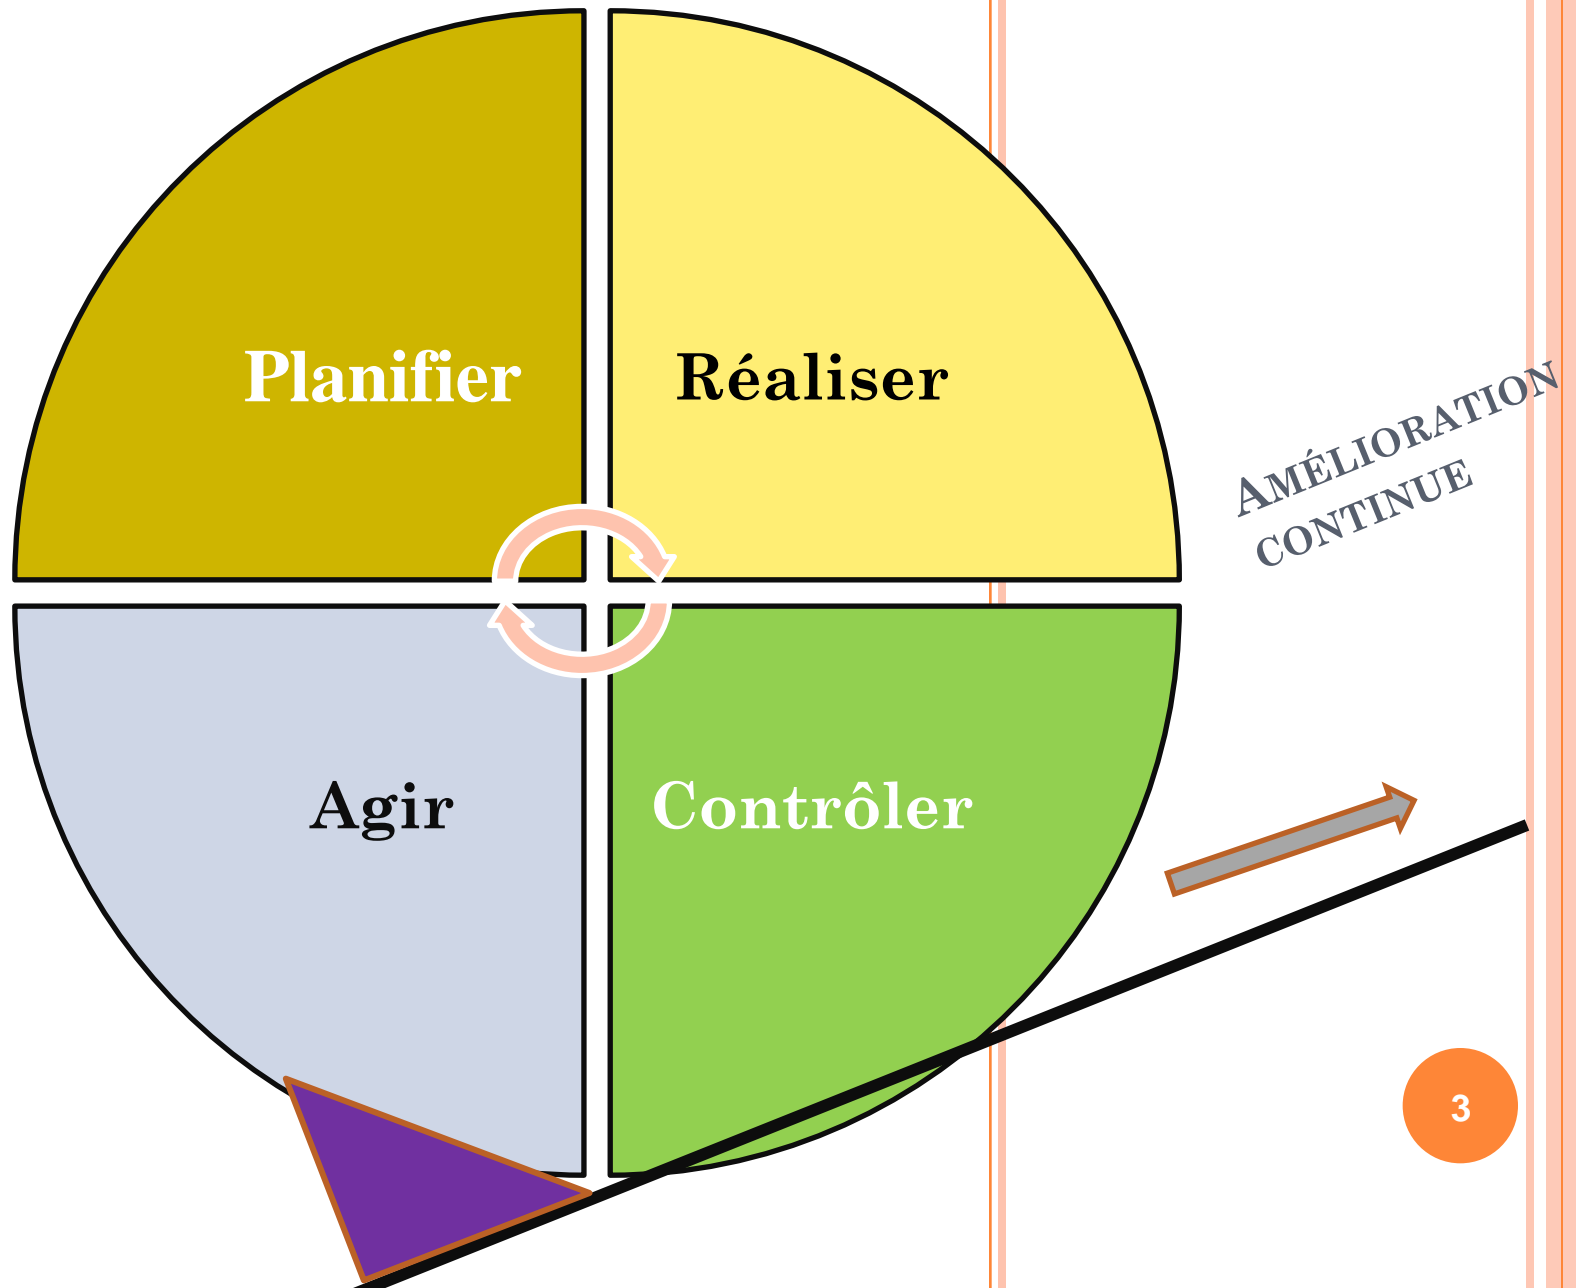 Planifier
Réaliser
AMÉLIORATION
CONTINUE
Agir
Contrôler
3